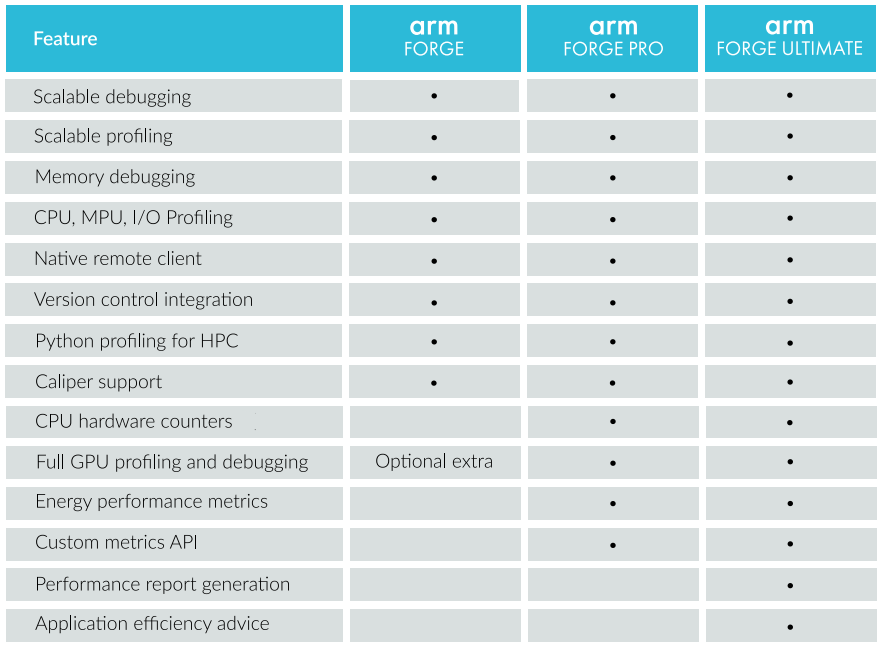 Feature arm FORGE arm FORGE PRO arm FORGE ULTIMATE
Scalable debugging • • •
Scalable profiling • • •
Memory debugging • • •
CPU, MPU, I/O Profiling • • •
Native remote client • • •
Version control integration • • •
Python profiling for HPC • • •
Caliper support • • •
CPU hardware counters • •
Full GPU profiling and debugging Optional extra • •
Energy performance metrics • •
Custom metrics API • •
Performance report generation •
Application efficiency advice •